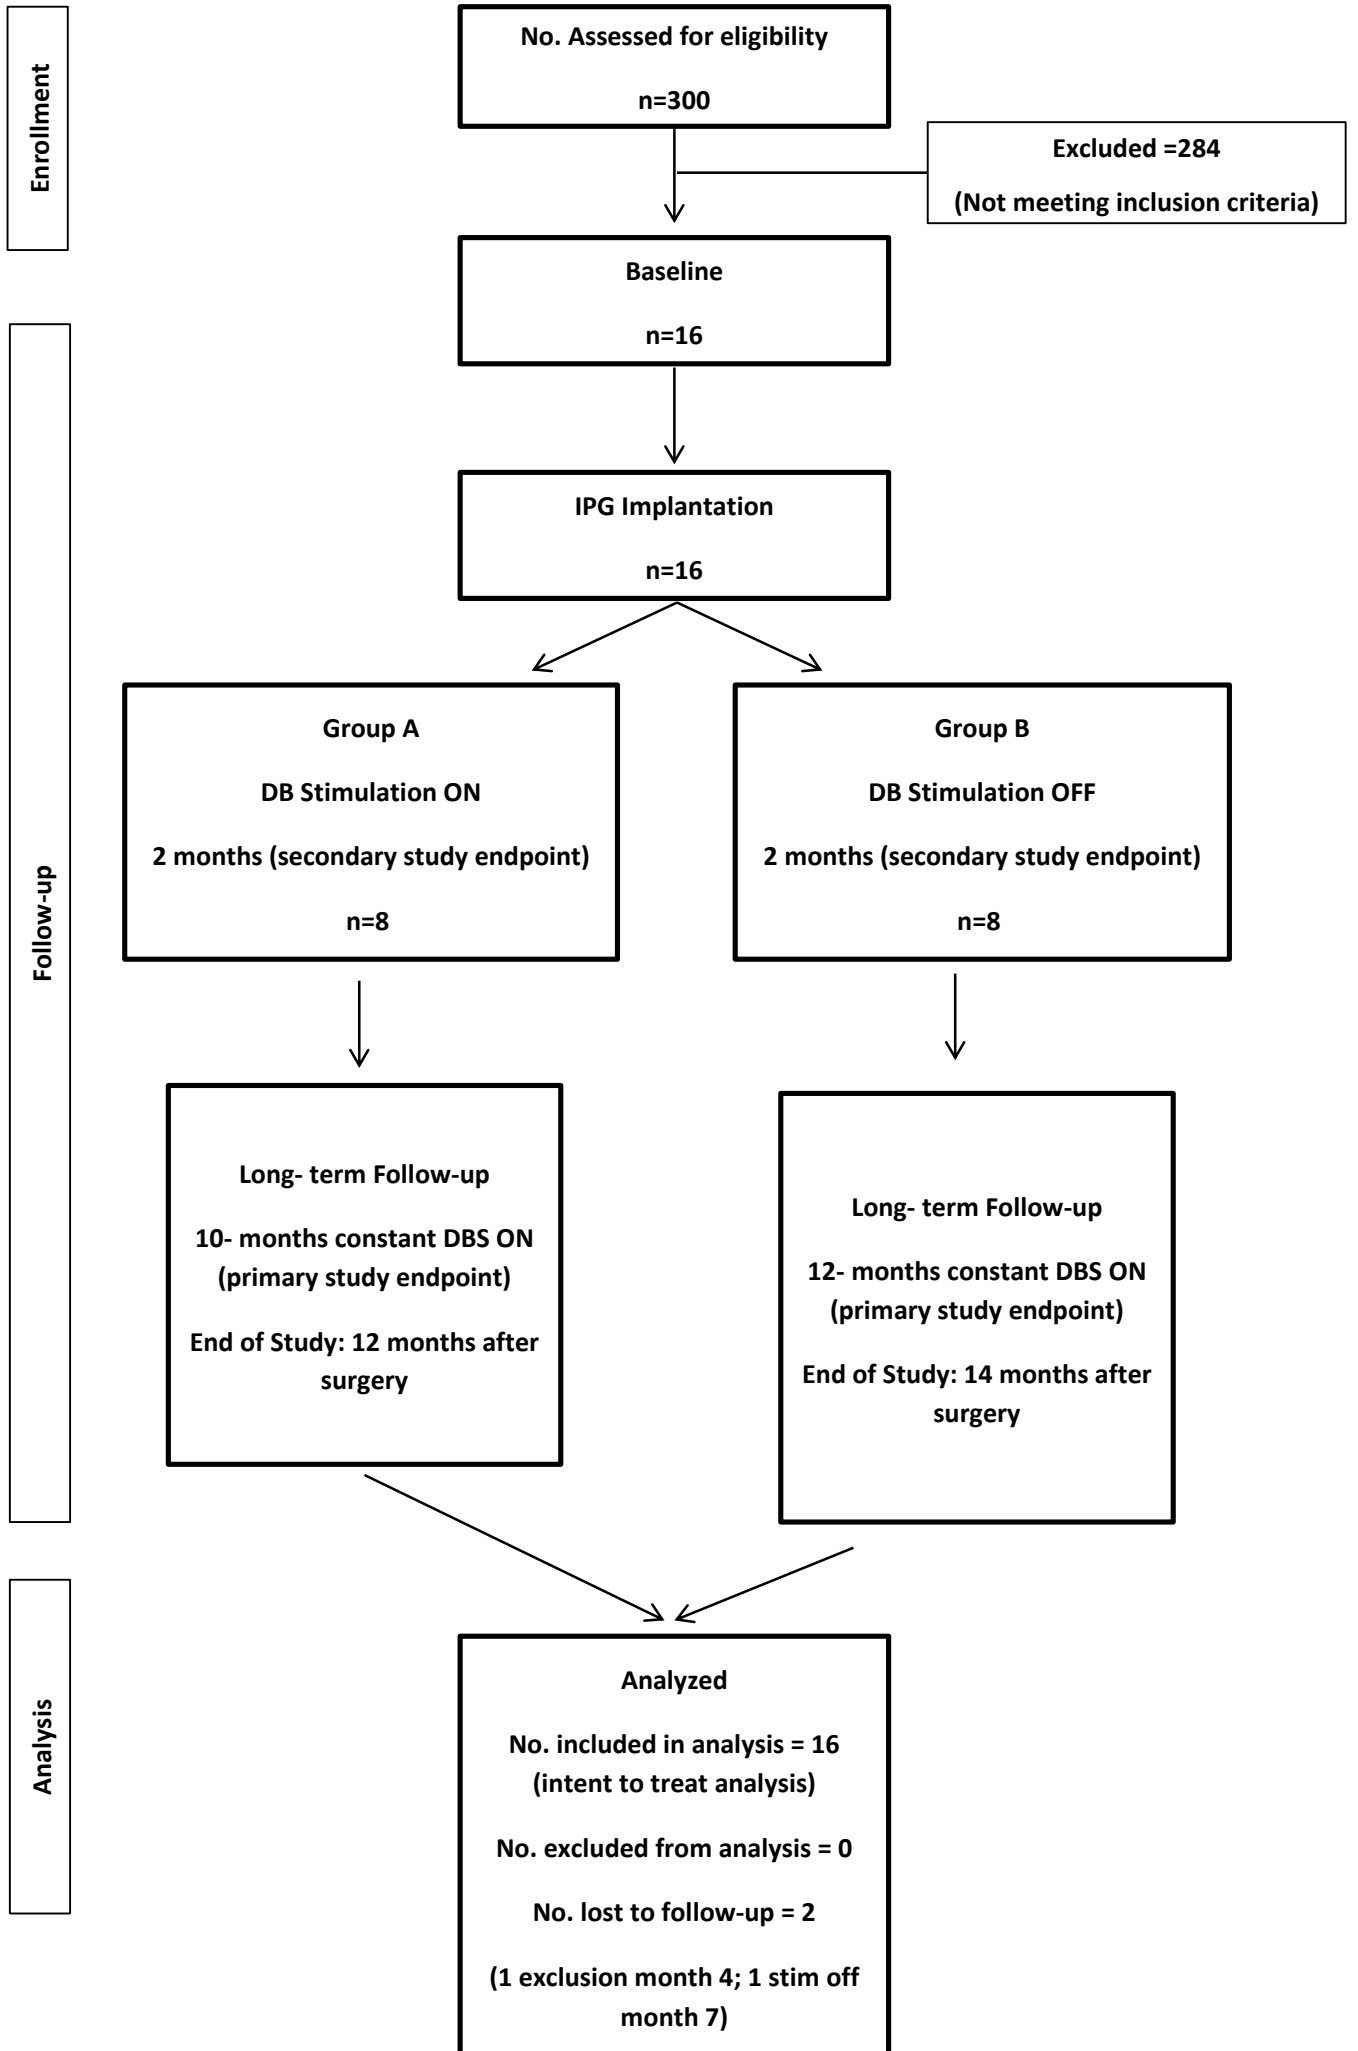 Enrollment
No. Assessed for eligibility
n=300
Excluded =284
(Not meeting inclusion criteria)
Baseline
n=16
Follow-up
IPG Implantation
n=16
Group A
DB Stimulation ON
2 months (secondary study endpoint)
n=8
Group B
DB Stimulation OFF
2 months (secondary study endpoint)
n=8
Long- term Follow-up
10- months constant DBS ON
(primary study endpoint)
End of Study: 12 months after
surgery
Long- term Follow-up
12- months constant DBS ON
(primary study endpoint)
End of Study: 14 months after
surgery
Analysis
Analyzed
No. included in analysis = 16
(intent to treat analysis)
No. excluded from analysis = 0
No. lost to follow-up = 2
(1 exclusion month 4; 1 stim off
month 7)